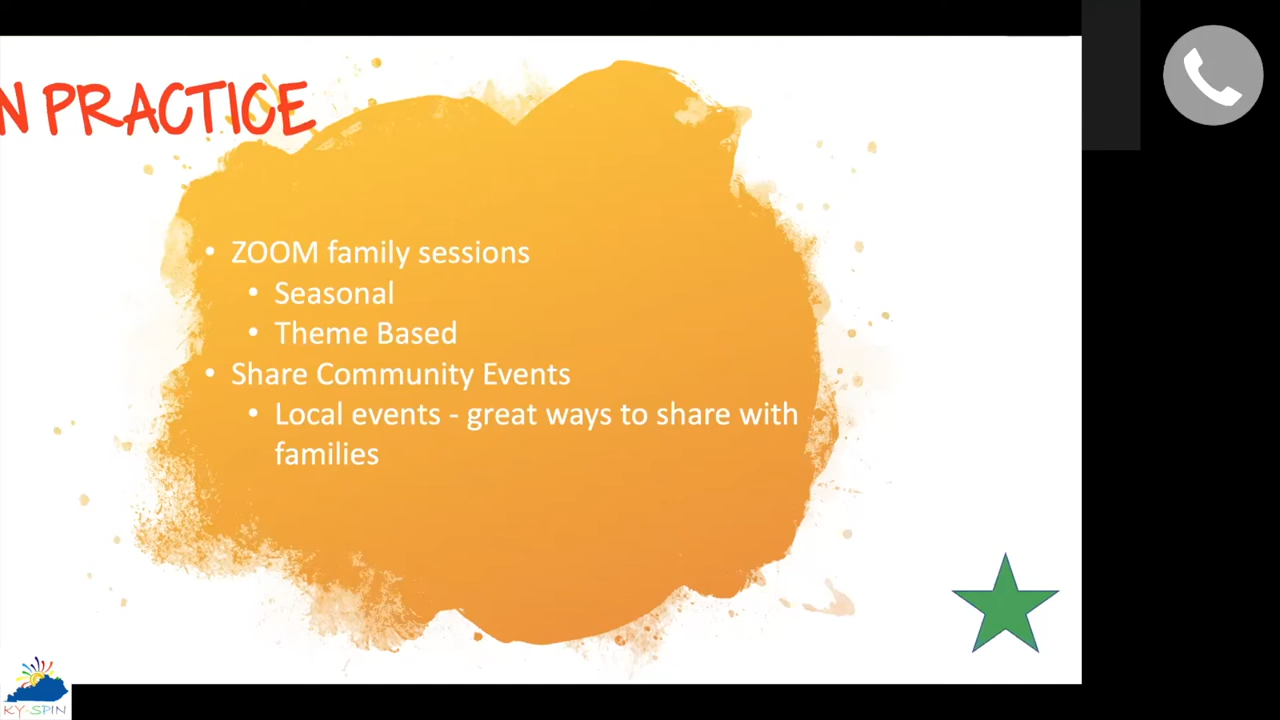 N PRACTICE
• ZOOM family sessions
• Seasonal
• Theme Based
• Share Community Events
• Local events - great ways to share with
families
KY-SPIN